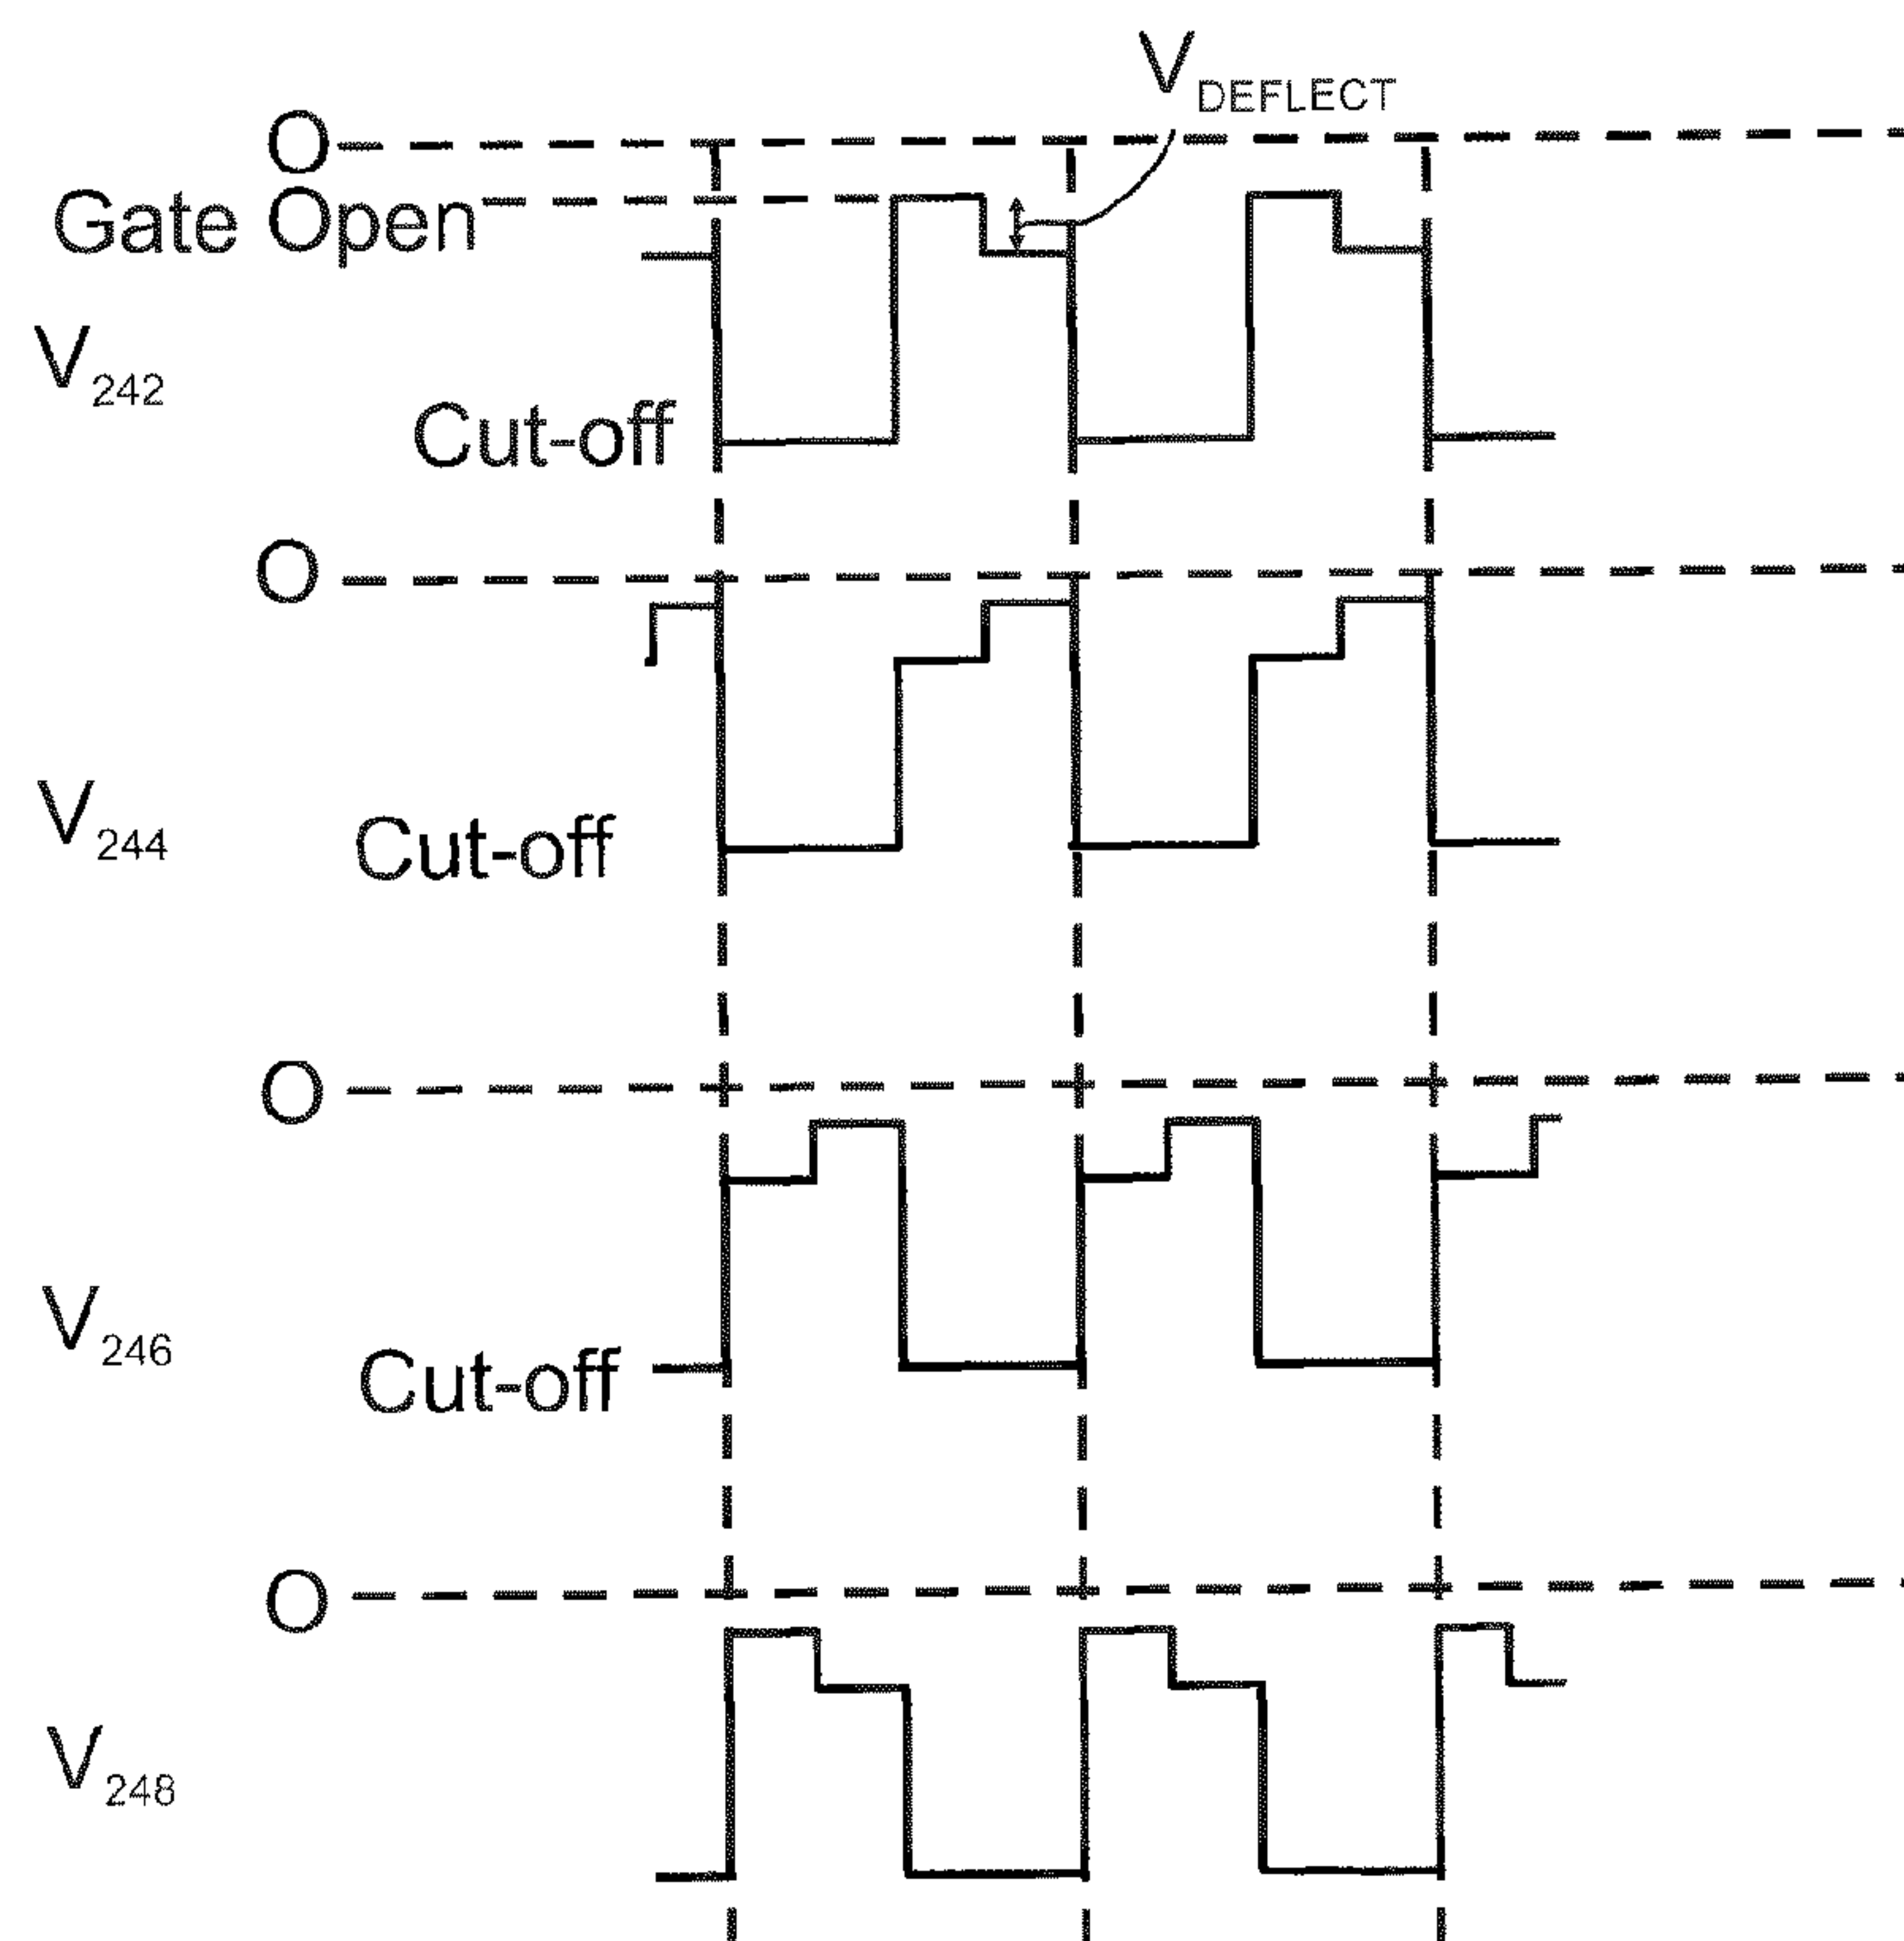 V DEFLECT
O
Gate Open
V 242
Cut-off
O
V 244
Cut-off
O
V 246
Cut-off
O
V 248